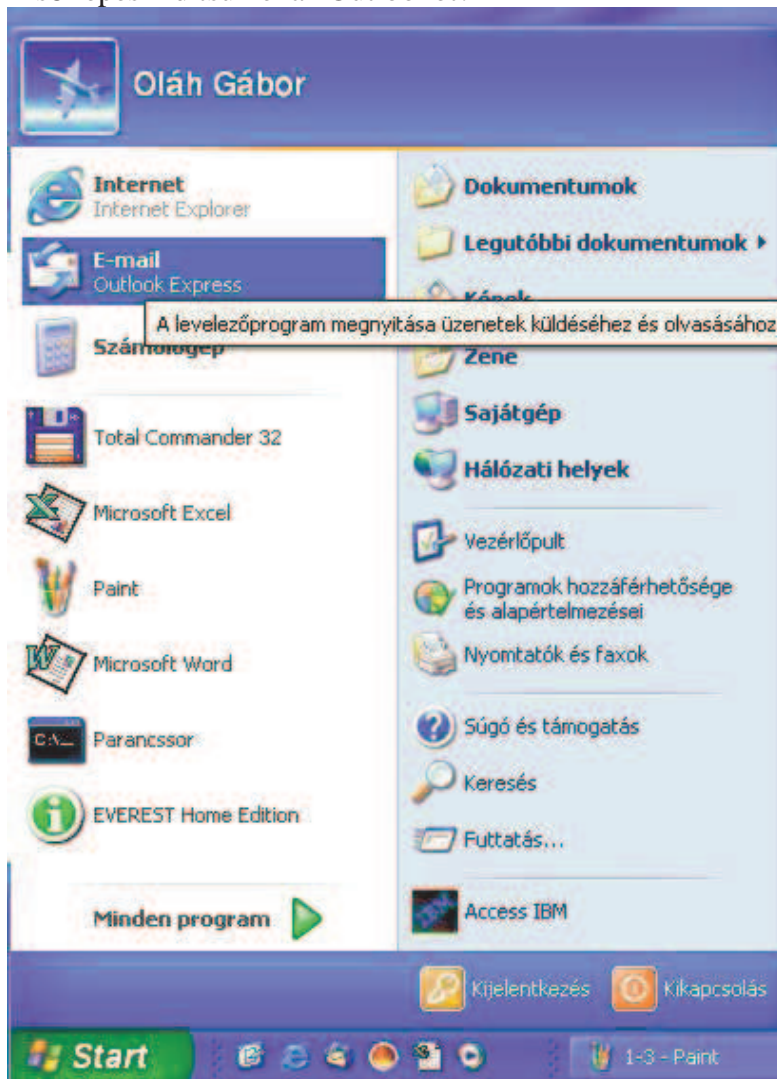 Oláh Gábor
Internet
Internet Explorer
E-mail
Outlook Express
A levelezőprogram megnyitása üzenetek küldéséhez és olvasásához
Számológép
Total Commander 32
Microsoft Excel
Paint
Microsoft Word
Parancssor
EVEREST Home Edition
Minden program
Dokumentumok
Legutóbbi dokumentumok
Képek
Zene
Sajátgép
Hálózati helyek
Vezérlőpult
Programok hozzáférhetősége
és alapértelmezései
Nyomtatók és faxok
Súgó és támogatás
Keresés
Futtatás...
Access IBM
Kijelentkezés
Kikapcsolás
Start
1-3 - Paint